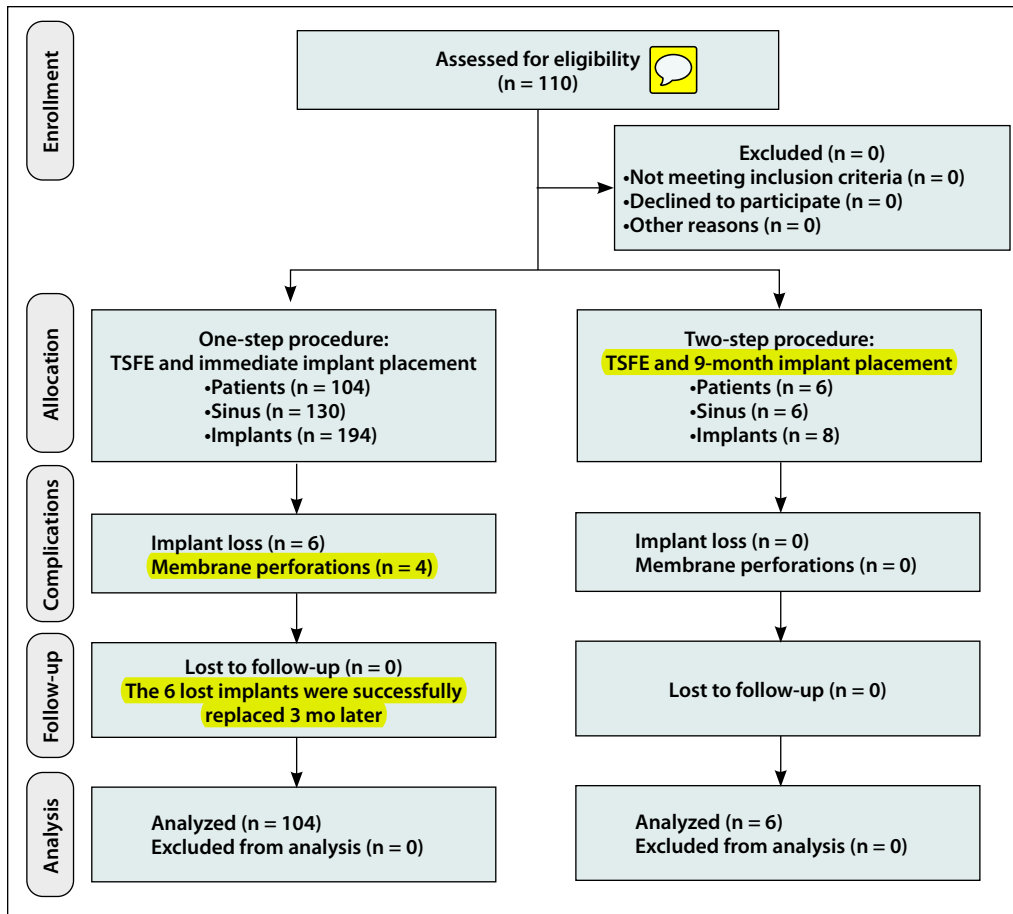 Enrollment
Assessed for eligibility
(n = 110)
Excluded (n = 0)
•Not meeting inclusion criteria (n = 0)
•Declined to participate (n = 0)
•Other reasons (n = 0)
Allocation
One-step procedure:
TSFE and immediate implant placement
•Patients (n = 104)
•Sinus (n = 130)
•Implants (n = 194)
Two-step procedure:
TSFE and 9-month implant placement
•Patients (n = 6)
•Sinus (n = 6)
•Implants (n = 8)
Complications
Implant loss (n = 6)
Membrane perforations (n = 4)
Implant loss (n = 0)
Membrane perforations (n = 0)
Follow-up
Lost to follow-up (n = 0)
The 6 lost implants were successfully
replaced 3 mo later
Lost to follow-up (n = 0)
Analysis
Analyzed (n = 104)
Excluded from analysis (n = 0)
Analyzed (n = 6)
Excluded from analysis (n = 0)